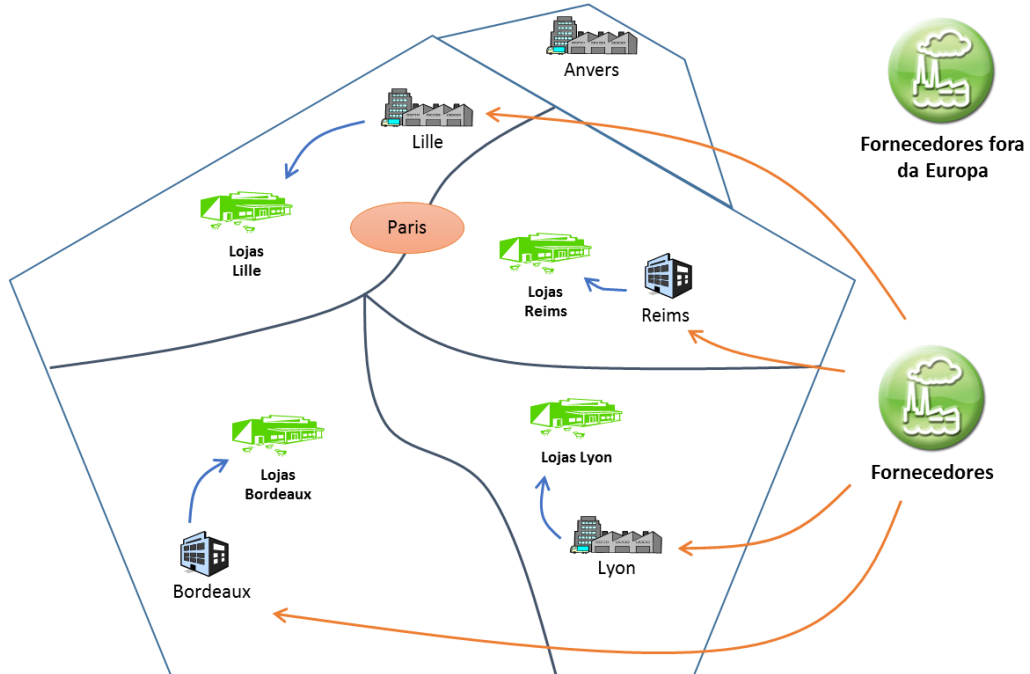 Anvers
Fornecedores fora
da Europa
Lille
Lojas
Lille
Paris
Lojas
Reims
Reims
Lojas
Bordeaux
Lojas Lyon
Fornecedores
Bordeaux
Lyon